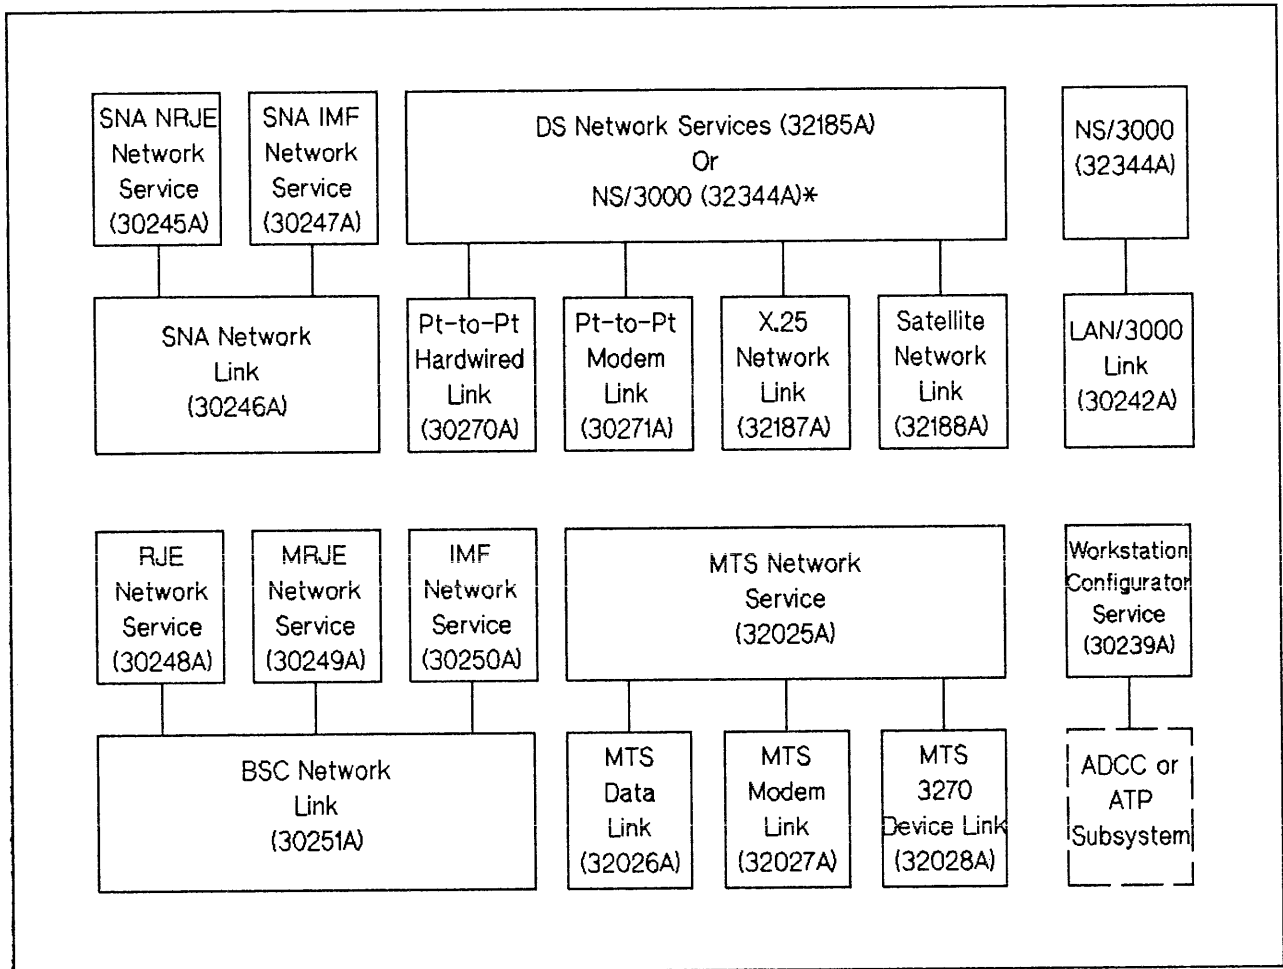 SNA NRJE
Network
Service
(30245A)
SNA IMF
Network
Service
(30247A)
DS Network Services (32185A)
Or
NS/3000 (32344A)*
NS/3000
(32344A)
SNA Network
Link
(30246A)
Pt-to-Pt
Hardwired
Link
(30270A)
Pt-to-Pt
Modem
Link
(30271A)
X.25
Network
Link
(32187A)
Satellite
Network
Link
(32188A)
LAN/3000
Link
(30242A)
RJE
Network
Service
(30248A)
MRJE
Network
Service
(30249A)
IMF
Network
Service
(30250A)
MTS Network
Service
(32025A)
Workstation
Configurator
Service
(30239A)
BSC Network
Link
(30251A)
MTS
Data
Link
(32026A)
MTS
Modem
Link
(32027A)
MTS
3270
Device Link
(32028A)
ADCC or
ATP
Subsystem